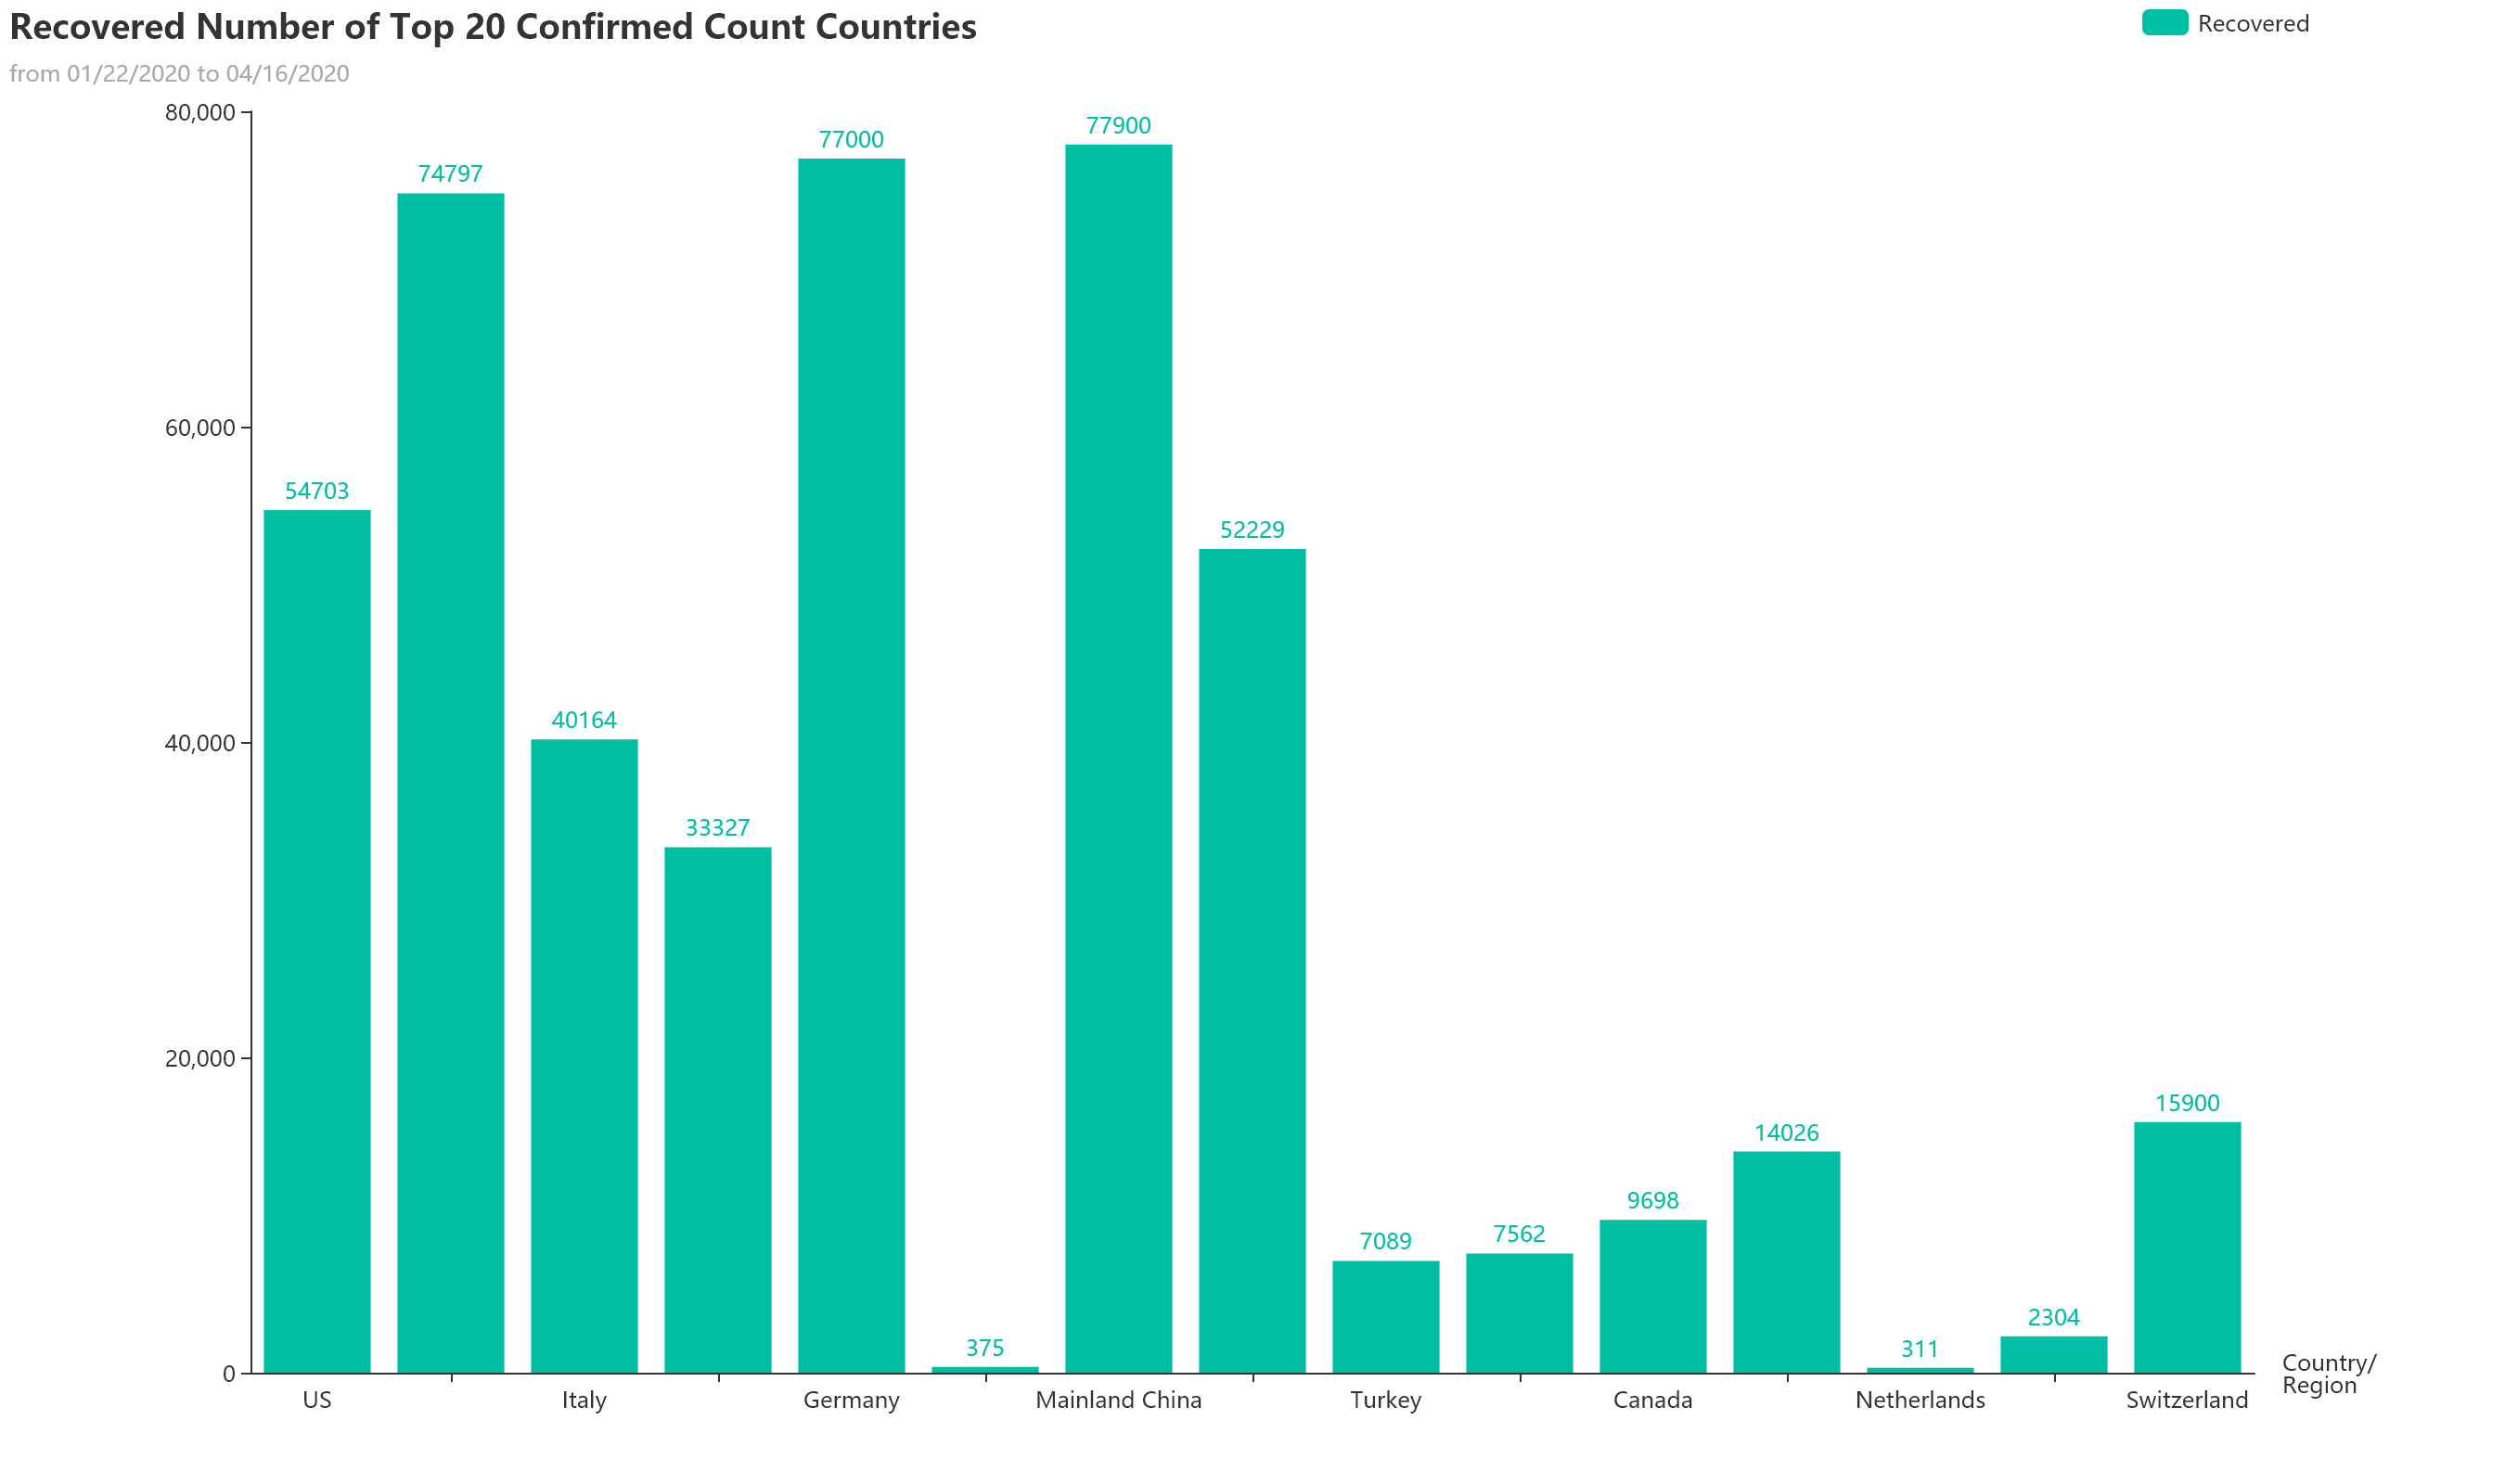 Recovered Number of Top 20 Confirmed Count Countries
from 01/22/2020 to 04/16/2020
Recovered
80,000
60,000
40,000
20,000
0
54703
74797
40164
33327
77000
375
77900
52229
7089
7562
9698
14026
311
2304
15900
US
Italy
Germany
Mainland China
Turkey
Canada
Netherlands
Switzerland
Country/
Region